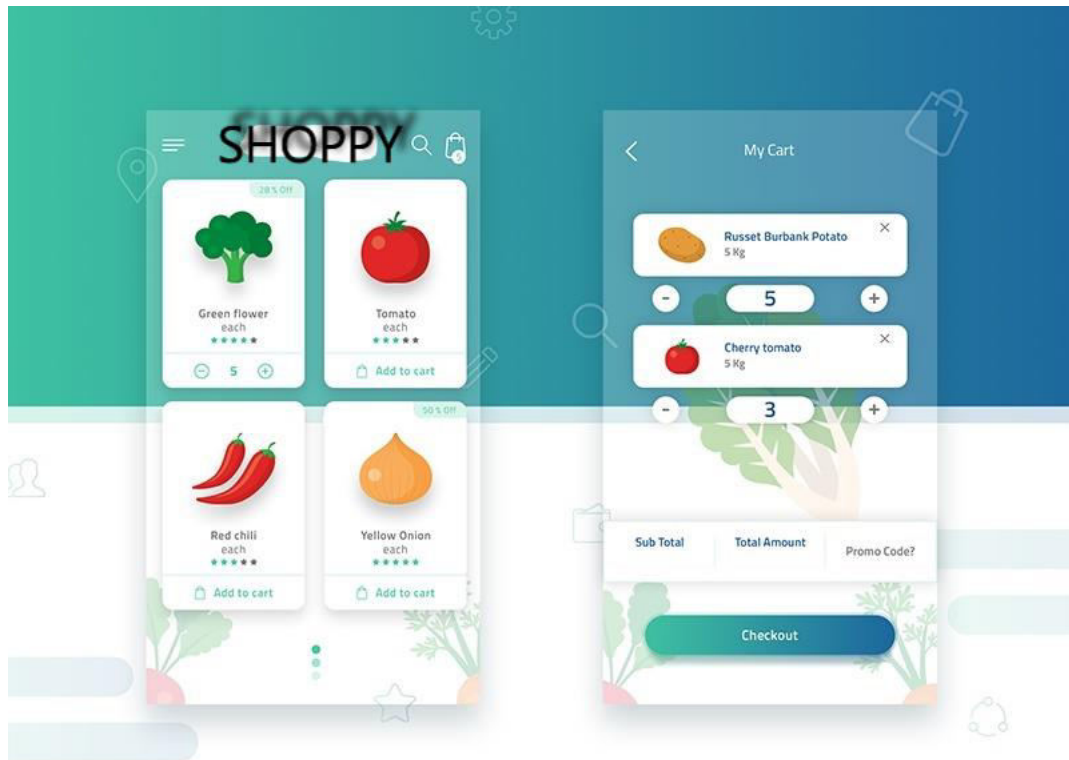 SHOPPY
5
20 % Off
Green flower
each
5
Tomato
each
Add to cart
50 % Off
Red chili
each
Add to cart
Yellow Onion
each
Add to cart
My Cart
Russet Burbank Potato
5 Kg
- 5 +
Cherry tomato
5 Kg
- 3 +
Sub Total
Total Amount
Promo Code?
Checkout